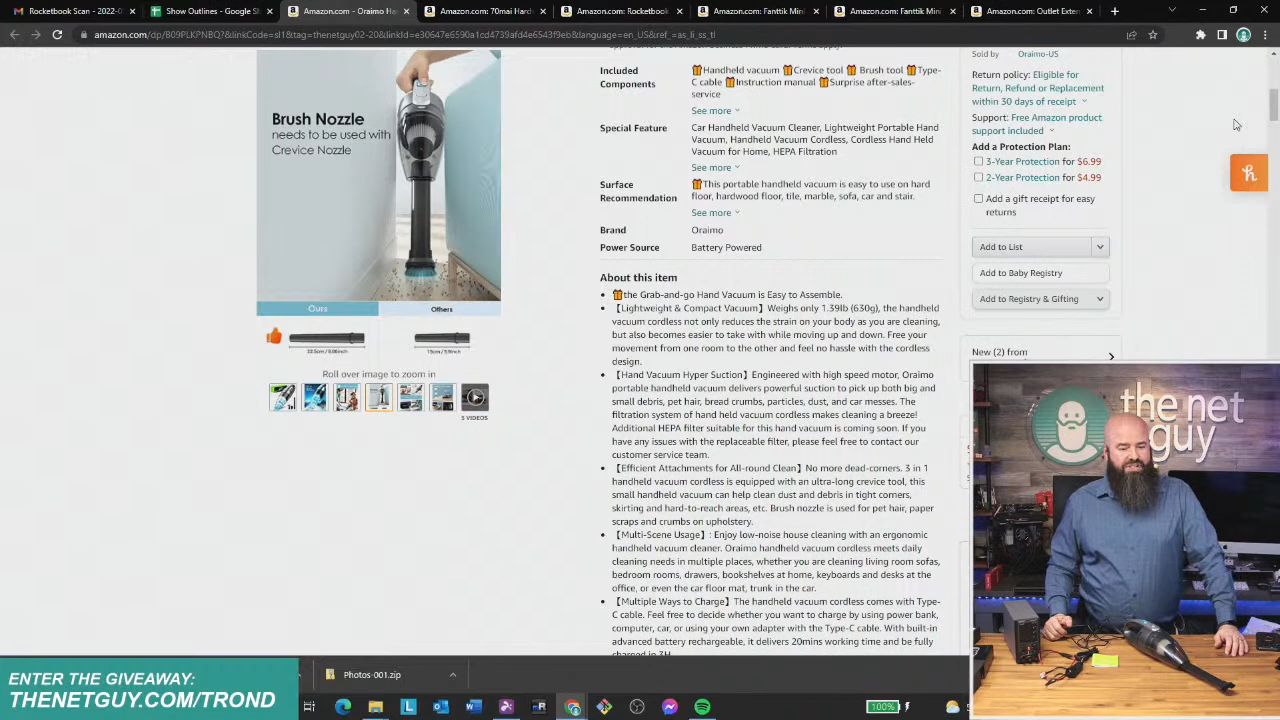 Rocketbook Scan - 2022-0
Show Outlines - Google Sh
Amazon.com - Oraimo Ha
Amazon.com: 70mai Hard
Amazon.com: Rocketbook
Amazon.com: Fanttik Mini
Amazon.com: Fanttik Mini
Amazon.com: Outlet Exten
amazon.com/dp/B09PLKPNBQ?&linkCode=sl1&tag=thenetguy02-20&linkId=e30647e6590a1cd4739afd4e6543f9eb&language=en_US&ref_=as_li_ss_tl
Brush Nozzle
needs to be used with
Crevice Nozzle
Ours
Others
22.5cm / 8.86inch
15cm / 5.9inch
Roll over image to zoom in
3 VIDEOS
Included
Components
🎁Handheld vacuum 🎁Crevice tool 🎁 Brush tool 🎁Type-
C cable 🎁Instruction manual 🎁Surprise after-sales-
service
See more
Special Feature
Car Handheld Vacuum Cleaner, Lightweight Portable Hand
Vacuum, Handheld Vacuum Cordless, Cordless Hand Held
Vacuum for Home, HEPA Filtration
See more
Surface
Recommendation
🎁This portable handheld vacuum is easy to use on hard
floor, hardwood floor, tile, marble, sofa, car and stair.
See more
Brand
Oraimo
Power Source
Battery Powered
About this item
• 🎁the Grab-and-go Hand Vacuum is Easy to Assemble.
• 【Lightweight & Compact Vacuum】Weighs only 1.39lb (630g), the handheld
vacuum cordless not only reduces the strain on your body as you are cleaning,
but also becomes easier to take with while moving up and down. Free your
movement from one room to the other and feel no hassle with the cordless
design.
• 【Hand Vacuum Hyper Suction】Engineered with high speed motor, Oraimo
portable handheld vacuum delivers powerful suction to pick up both big and
small debris, pet hair, bread crumbs, particles, dust, and car messes. The
filtration system of hand held vacuum cordless makes cleaning a breeze!
Additional HEPA filter suitable for this hand vacuum is coming soon. If you
have any issues with the replaceable filter, please feel free to contact our
customer service team.
• 【Efficient Attachments for All-round Clean】No more dead-corners. 3 in 1
handheld vacuum cordless is equipped with an ultra-long crevice tool, this
small handheld vacuum can help clean dust and debris in tight corners,
skirting and hard-to-reach areas, etc. Brush nozzle is used for pet hair, paper
scraps and crumbs on upholstery.
• 【Multi-Scene Usage】: Enjoy low-noise house cleaning with an ergonomic
handheld vacuum cleaner. Oraimo handheld vacuum cordless meets daily
cleaning needs in multiple places, whether you are cleaning living room sofas,
bedroom rooms, drawers, bookshelves at home, keyboards and desks at the
office, or even the car floor mat, trunk in the car.
• 【Multiple Ways to Charge】The handheld vacuum cordless comes with Type-
C cable. Feel free to decide whether you want to charge by using power bank,
computer, car, or using your own adapter with the Type-C cable. With built-in
advanced battery rechargeable, it delivers 20mins working time and be fully
charged in 3H.
Sold by Oraimo-US
Return policy: Eligible for
Return, Refund or Replacement
within 30 days of receipt
Support: Free Amazon product
support included
Add a Protection Plan:
3-Year Protection for $6.99
2-Year Protection for $4.99
Add a gift receipt for easy
returns
Add to List
Add to Baby Registry
Add to Registry & Gifting
New (2) from
the net
guy
ENTER THE GIVEAWAY:
THENETGUY.COM/TROND
Photos-001.zip
100%